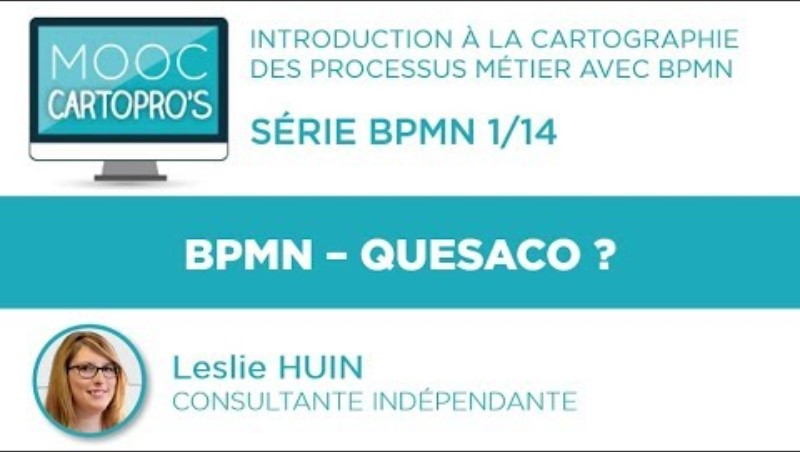 MOOC
CARTOPRO'S
INTRODUCTION À LA CARTOGRAPHIE
DES PROCESSUS MÉTIER AVEC BPMN
SÉRIE BPMN 1/14
BPMN – QUESACO ?
Leslie HUIN
CONSULTANTE INDÉPENDANTE